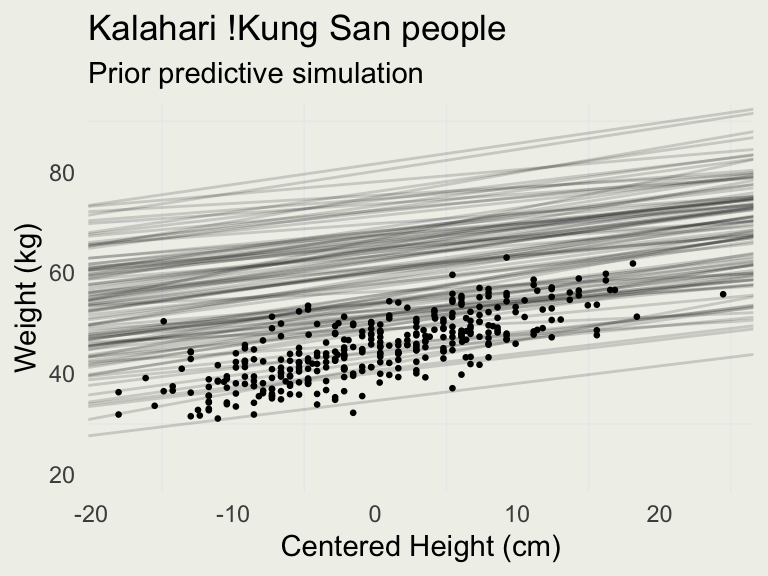 Kalahari !Kung San people
Prior predictive simulation
Weight (kg)
80
60
40
20
-20 -10 0 10 20
Centered Height (cm)